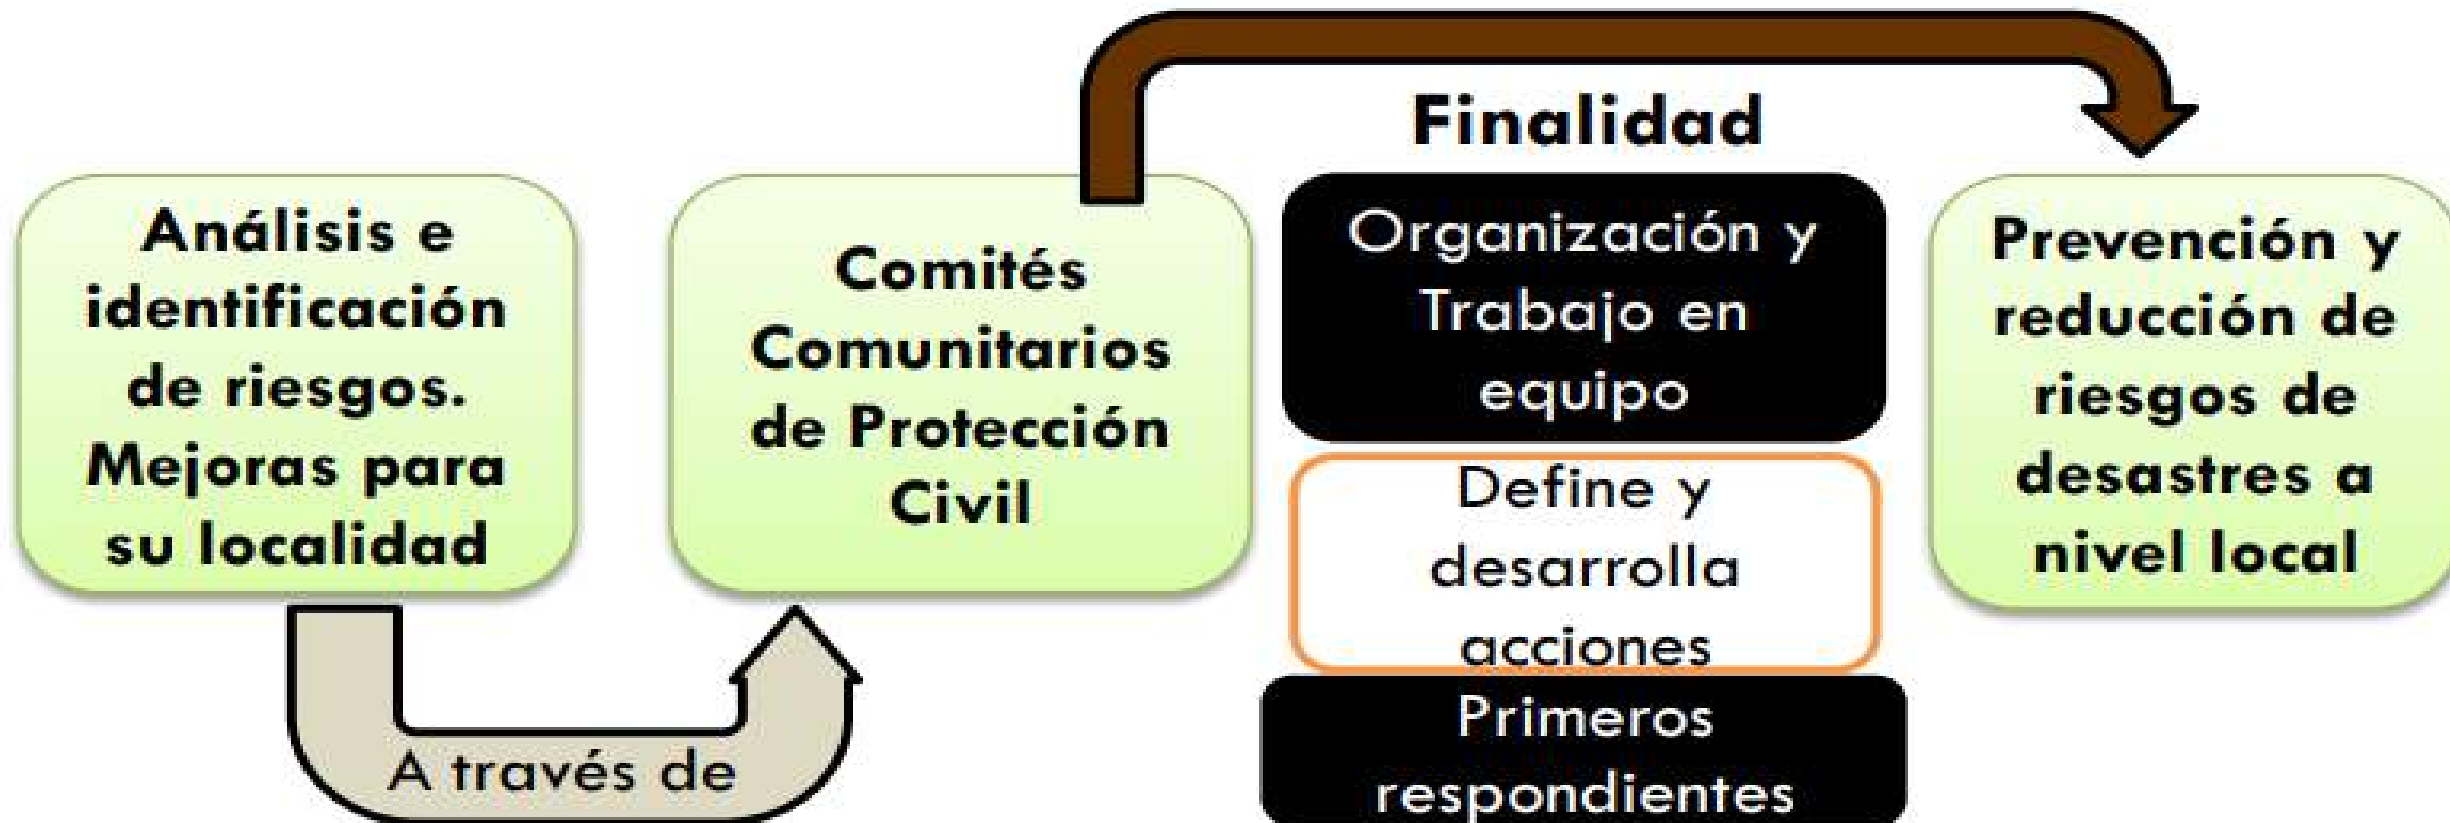 Análisis e
identificación
de riesgos.
Mejoras para
su localidad
A través de
Comités
Comunitarios
de Protección
Civil
Finalidad
Organización y
Trabajo en
equipo
Define y
desarrolla
acciones
Primeros
respondientes
Prevención y
reducción de
riesgos de
desastres a
nivel local